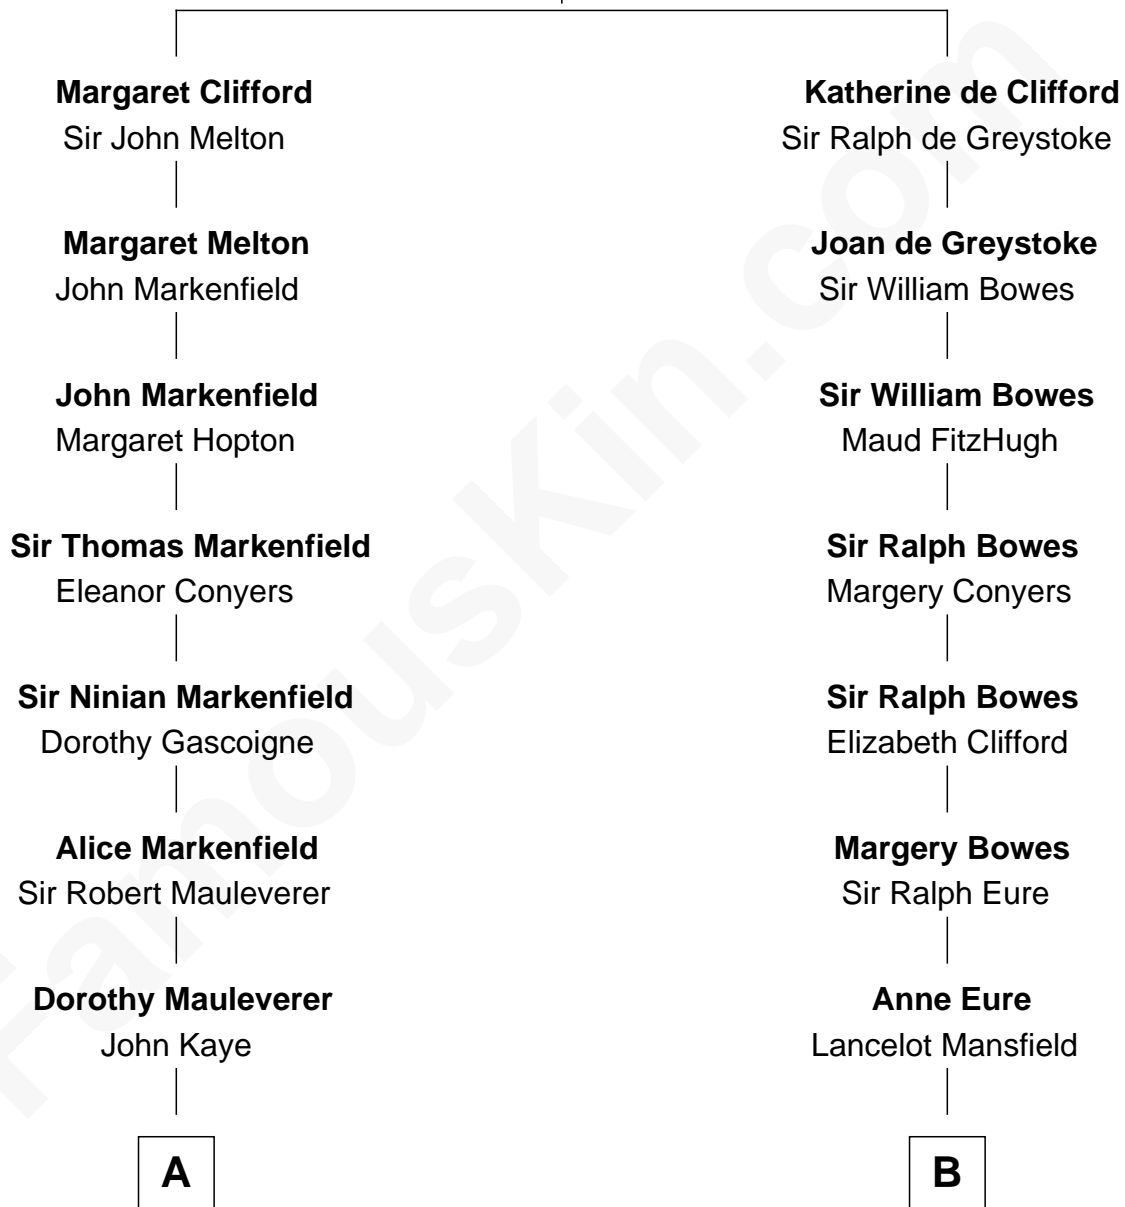 Margaret Clifford
Sir John Melton
Margaret Melton
John Markenfield
John Markenfield
Margaret Hopton
Sir Thomas Markenfield
Eleanor Conyers
Sir Ninian Markenfield
Dorothy Gascoigne
Alice Markenfield
Sir Robert Mauleverer
Dorothy Mauleverer
John Kaye
A
Katherine de Clifford
Sir Ralph de Greystoke
Joan de Greystoke
Sir William Bowes
Sir William Bowes
Maud FitzHugh
Sir Ralph Bowes
Margery Conyers
Sir Ralph Bowes
Elizabeth Clifford
Margery Bowes
Sir Ralph Eure
Anne Eure
Lancelot Mansfield
B
FamousKin.com